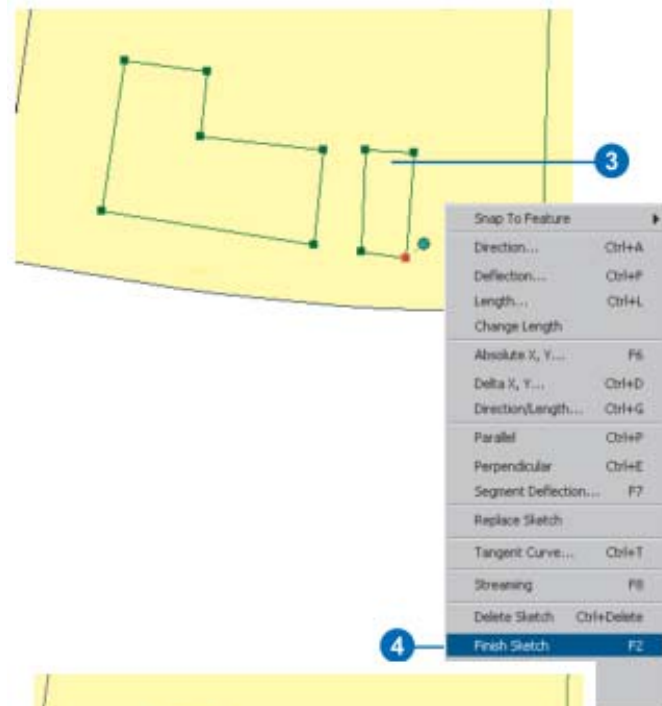 3
Snap To Feature
Direction... Ctrl+A
Deflection... Ctrl+F
Length... Ctrl+L
Change Length
Absolute X, Y... F6
Delta X, Y... Ctrl+D
Direction/Length... Ctrl+G
Parallel Ctrl+P
Perpendicular Ctrl+E
Segment Deflection... F7
Replace Sketch
Tangent Curve... Ctrl+T
Streaming F8
Delete Sketch Ctrl+Delete
4 Finish Sketch F2